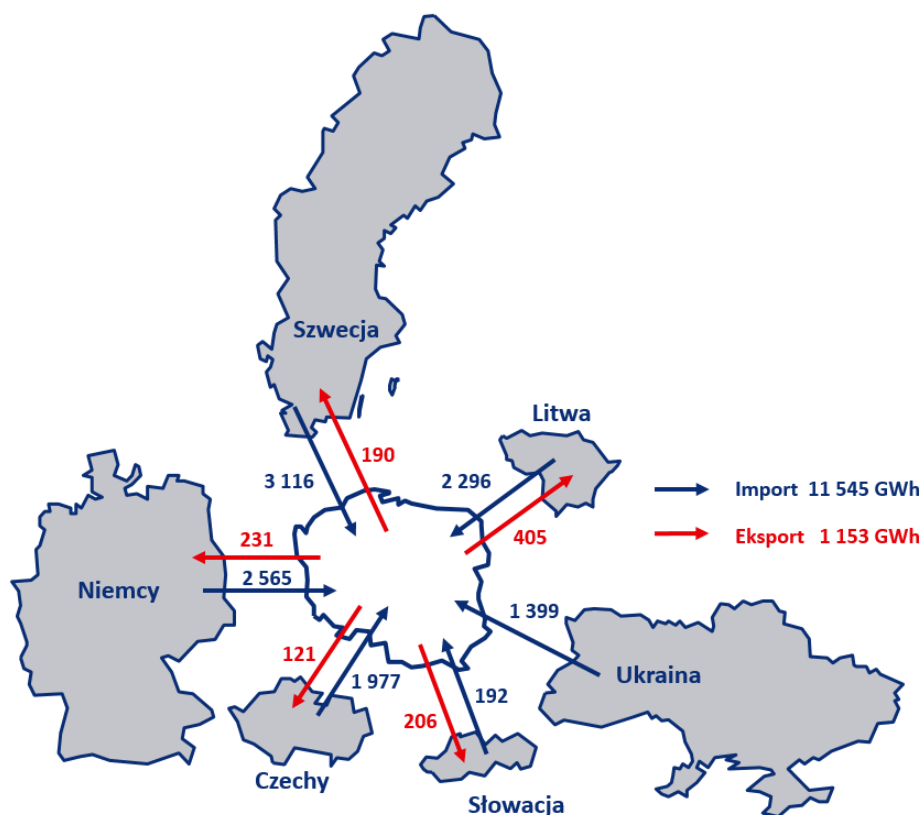 Szwecja
Litwa
190
3 116
2 296
Import 11 545 GWh
405
Eksport 1 153 GWh
231
2 565
Niemcy
1 399
121
1 977
192
Ukraina
206
Czechy
Słowacja